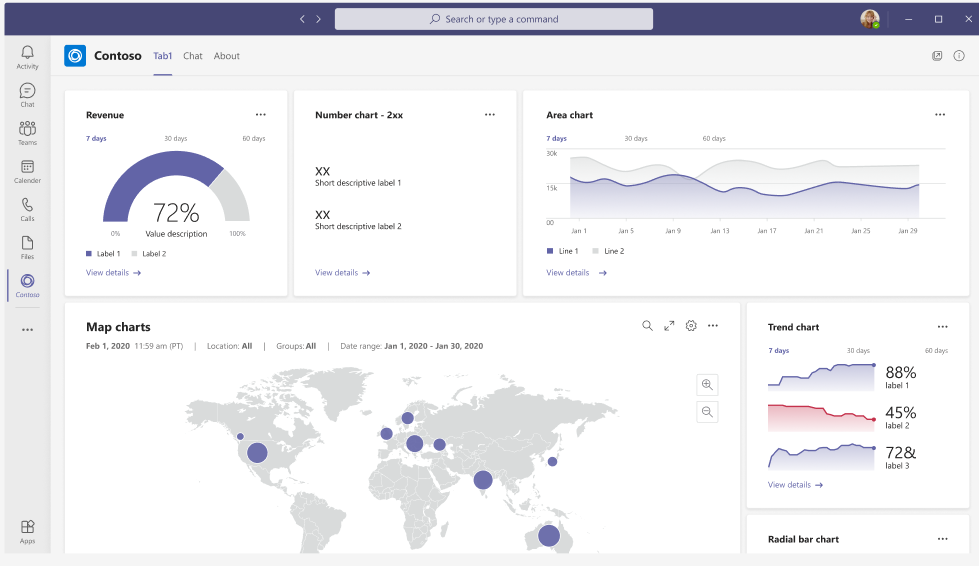 Search or type a command
Activity
Chat
Teams
Calender
Calls
Files
Contoso
Apps
Contoso Tab1 Chat About
Revenue
7 days 30 days 60 days
72%
0% Value description 100%
Label 1 Label 2
View details
Number chart - 2xx
XX
Short descriptive label 1
XX
Short descriptive label 2
View details
Area chart
7 days 30 days 60 days
30k
15k
00
Jan 1 Jan 5 Jan 9 Jan 13 Jan 17 Jan 21 Jan 25 Jan 29
Line 1 Line 2
View details
Map charts
Feb 1, 2020 11:59 am (PT) | Location: All | Groups: All | Date range: Jan 1, 2020 - Jan 30, 2020
Trend chart
7 days 30 days 60 days
88%
label 1
45%
label 2
72&
label 3
View details
Radial bar chart